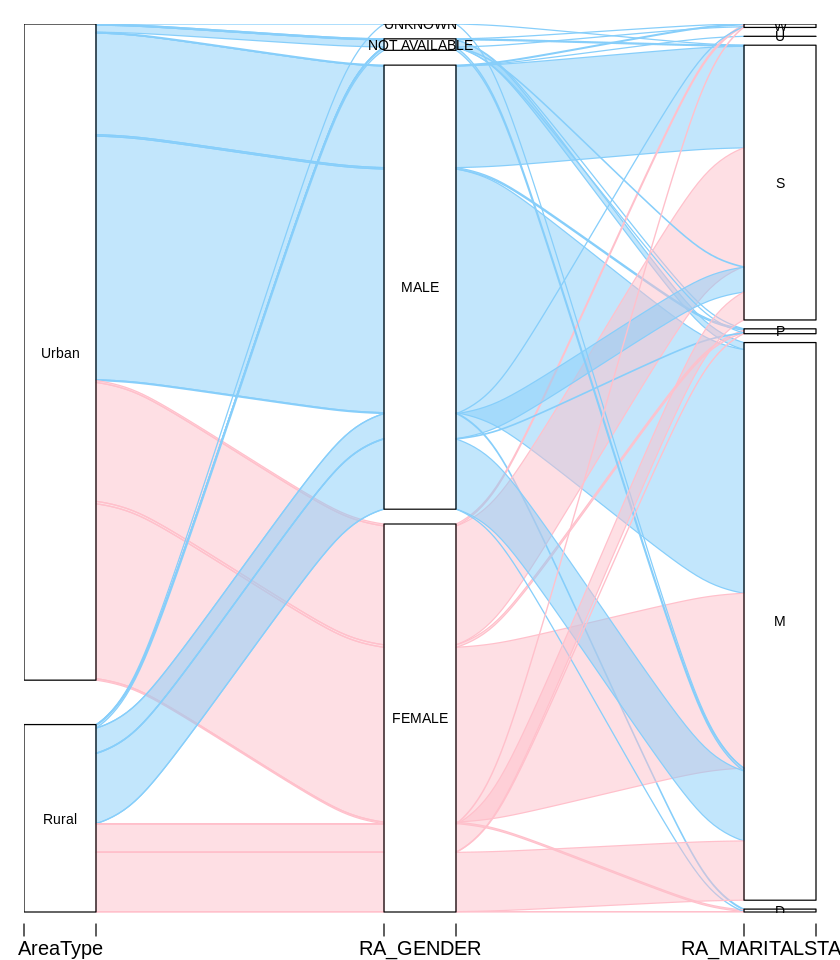 UNKNOWN
NOT AVAILABLE
W
U
S
MALE
P
Urban
M
FEMALE
Rural
D
AreaType
RA_GENDER
RA_MARITALSTA